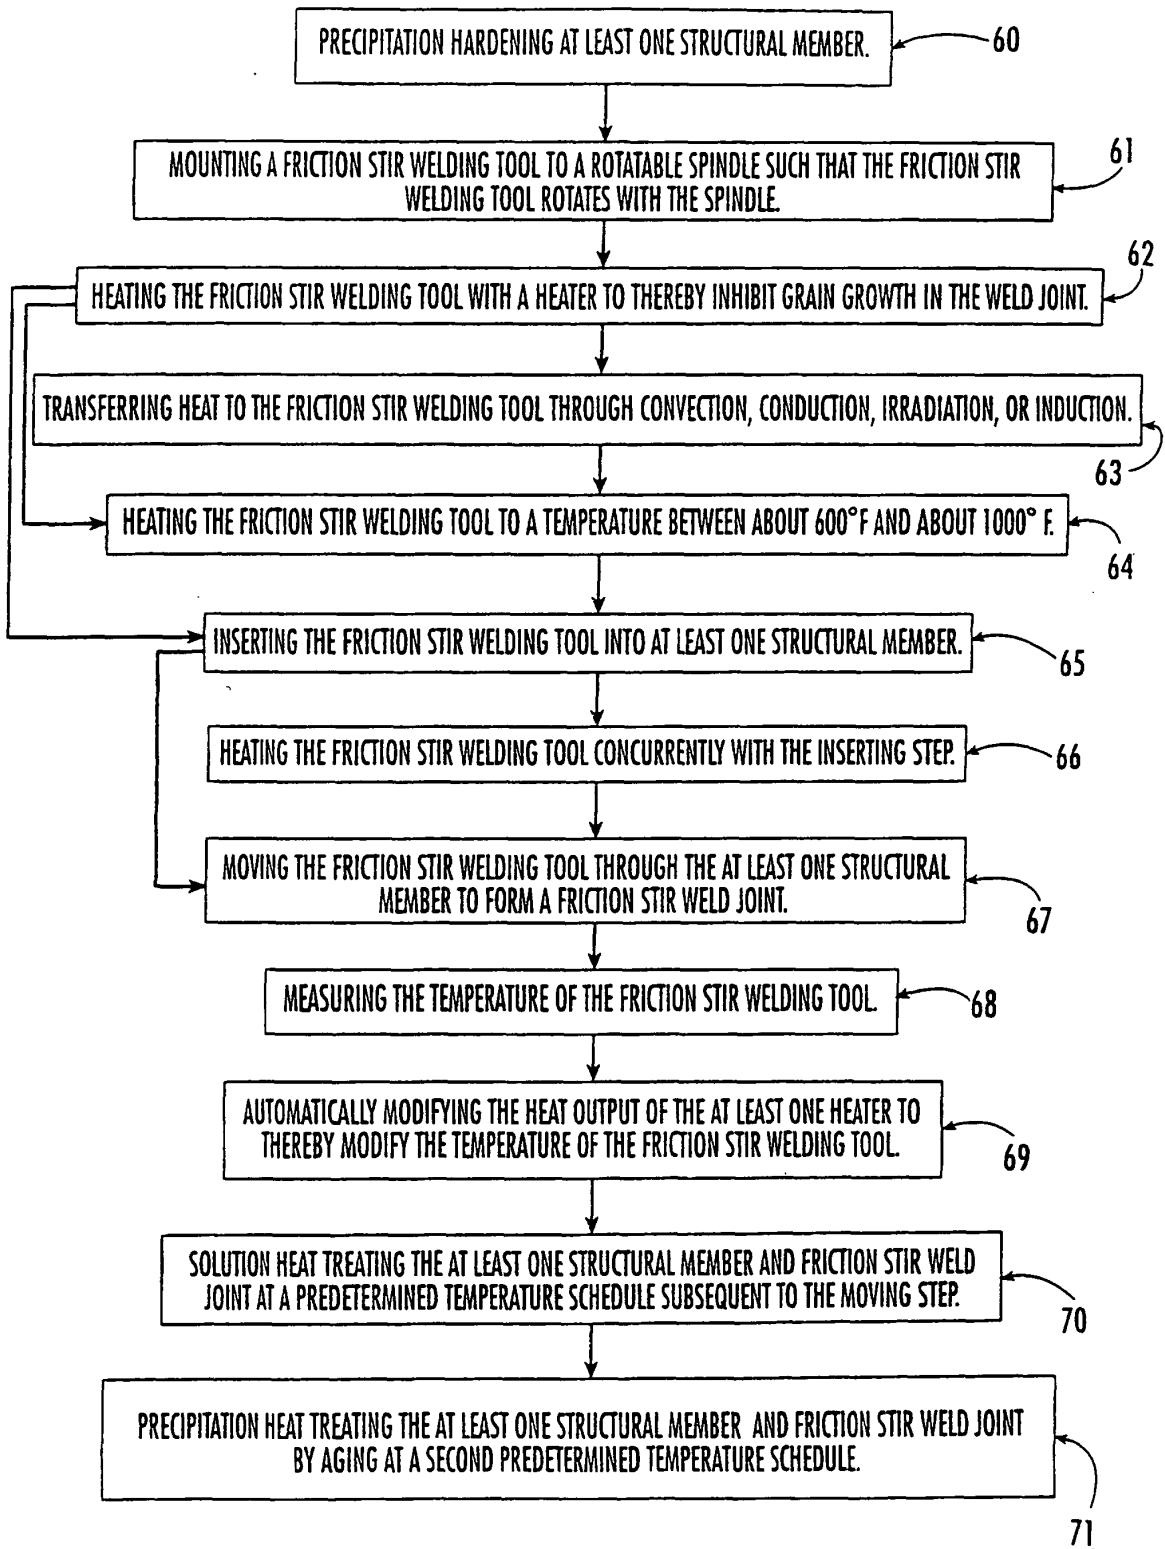 PRECIPITATION HARDENING AT LEAST ONE STRUCTURAL MEMBER.
60
MOUNTING A FRICTION STIR WELDING TOOL TO A ROTATABLE SPINDLE SUCH THAT THE FRICTION STIR
WELDING TOOL ROTATES WITH THE SPINDLE.
61
HEATING THE FRICTION STIR WELDING TOOL WITH A HEATER TO THEREBY INHIBIT GRAIN GROWTH IN THE WELD JOINT.
62
TRANSFERRING HEAT TO THE FRICTION STIR WELDING TOOL THROUGH CONVECTION, CONDUCTION, IRRADIATION, OR INDUCTION.
63
HEATING THE FRICTION STIR WELDING TOOL TO A TEMPERATURE BETWEEN ABOUT 600°F AND ABOUT 1000° F.
64
INSERTING THE FRICTION STIR WELDING TOOL INTO AT LEAST ONE STRUCTURAL MEMBER.
65
HEATING THE FRICTION STIR WELDING TOOL CONCURRENTLY WITH THE INSERTING STEP.
66
MOVING THE FRICTION STIR WELDING TOOL THROUGH THE AT LEAST ONE STRUCTURAL
MEMBER TO FORM A FRICTION STIR WELD JOINT.
67
MEASURING THE TEMPERATURE OF THE FRICTION STIR WELDING TOOL.
68
AUTOMATICALLY MODIFYING THE HEAT OUTPUT OF THE AT LEAST ONE HEATER TO
THEREBY MODIFY THE TEMPERATURE OF THE FRICTION STIR WELDING TOOL.
69
SOLUTION HEAT TREATING THE AT LEAST ONE STRUCTURAL MEMBER AND FRICTION STIR WELD
JOINT AT A PREDETERMINED TEMPERATURE SCHEDULE SUBSEQUENT TO THE MOVING STEP.
70
PRECIPITATION HEAT TREATING THE AT LEAST ONE STRUCTURAL MEMBER AND FRICTION STIR WELD JOINT
BY AGING AT A SECOND PREDETERMINED TEMPERATURE SCHEDULE.
71